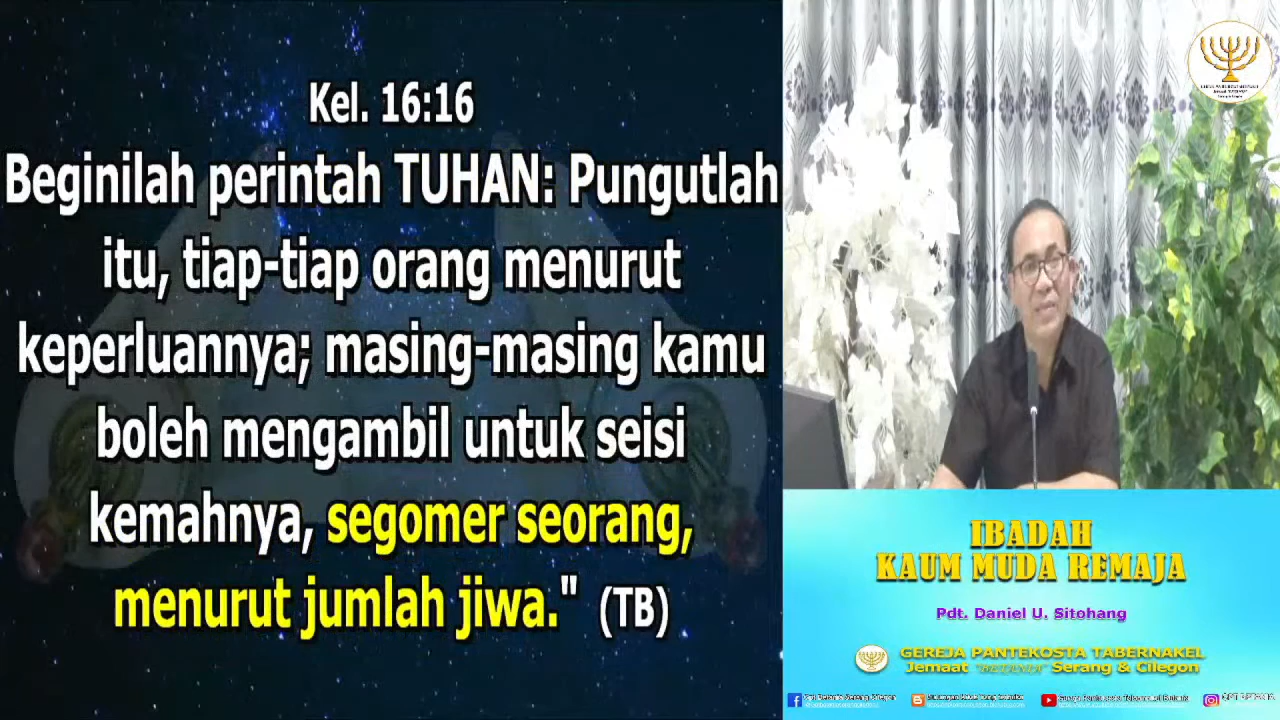 Kel. 16:16
Beginilah perintah TUHAN: Pungutlah
itu, tiap-tiap orang menurut
keperluannya; masing-masing kamu
boleh mengambil untuk seisi
kemahnya, segomer seorang,
menurut jumlah jiwa." (TB)
IBADAH
KAUM MUDA REMAJA
Pdt. Daniel U. Sitohang
GEREJA PANTEKOSTA TABERNAKEL
Jemaat "BETANIA" Serang & Cilegon